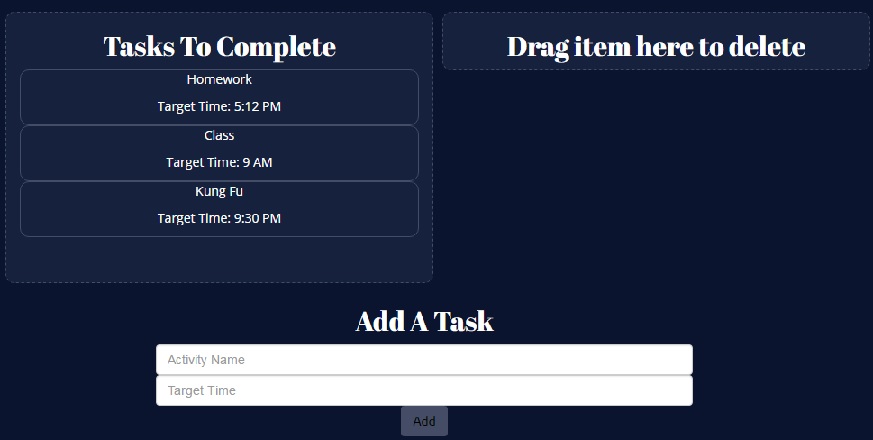 Tasks To Complete
Homework
Target Time: 5:12 PM
Class
Target Time: 9 AM
Kung Fu
Target Time: 9:30 PM
Drag item here to delete
Add A Task
Activity Name
Target Time
Add